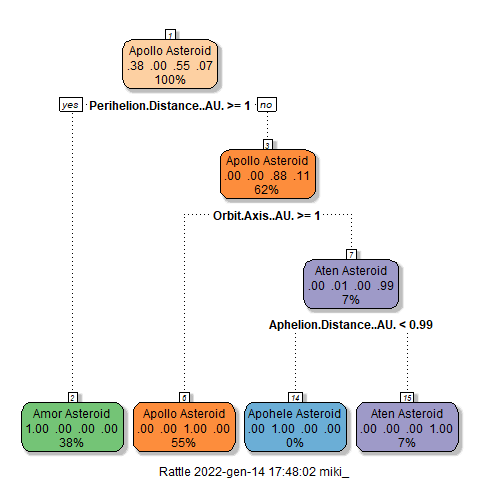 1
Apollo Asteroid
.38 .00 .55 .07
100%
yes Perihelion.Distance..AU. >= 1 no
3
Apollo Asteroid
.00 .00 .88 .11
62%
Orbit.Axis..AU. >= 1
7
Aten Asteroid
.00 .01 .00 .99
7%
Aphelion.Distance..AU. < 0.99
2 6 14 15
Amor Asteroid Apollo Asteroid Apohele Asteroid Aten Asteroid
1.00 .00 .00 .00 .00 .00 1.00 .00 .00 1.00 .00 .00 .00 .00 .00 1.00
38% 55% 0% 7%
Rattle 2022-gen-14 17:48:02 miki_